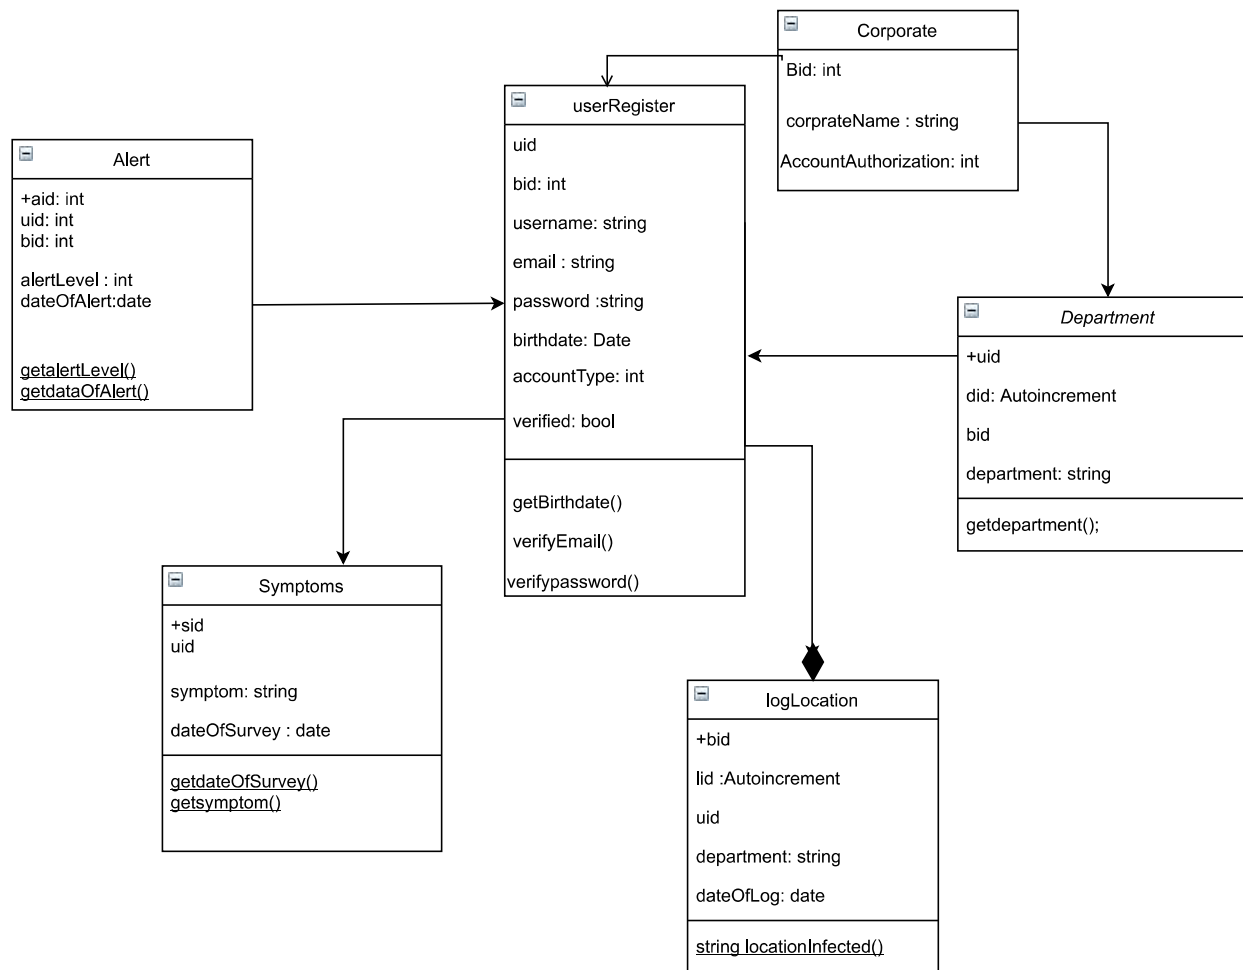 Corporate
Bid: int
corprateName : string
AccountAuthorization: int
userRegister
uid
bid: int
username: string
email : string
password :string
birthdate: Date
accountType: int
verified: bool
getBirthdate()
verifyEmail()
verifypassword()
Alert
+aid: int
uid: int
bid: int
alertLevel : int
dateOfAlert:date
getalertLevel()
getdataOfAlert()
Department
+uid
did: Autoincrement
bid
department: string
getdepartment();
Symptoms
+sid
uid
symptom: string
dateOfSurvey : date
getdateOfSurvey()
getsymptom()
logLocation
+bid
lid :Autoincrement
uid
department: string
dateOfLog: date
string locationInfected()